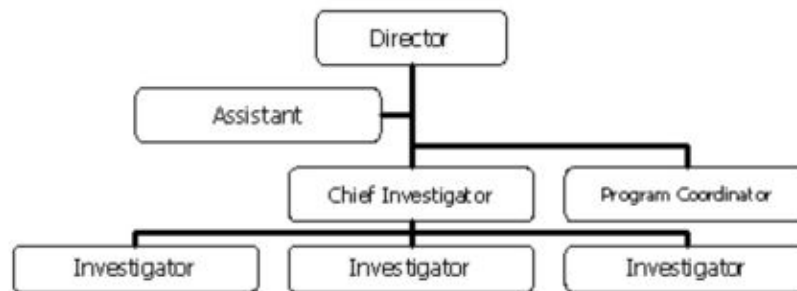 Director
Assistant
Chief Investigator
Program Coordinator
Investigator
Investigator
Investigator